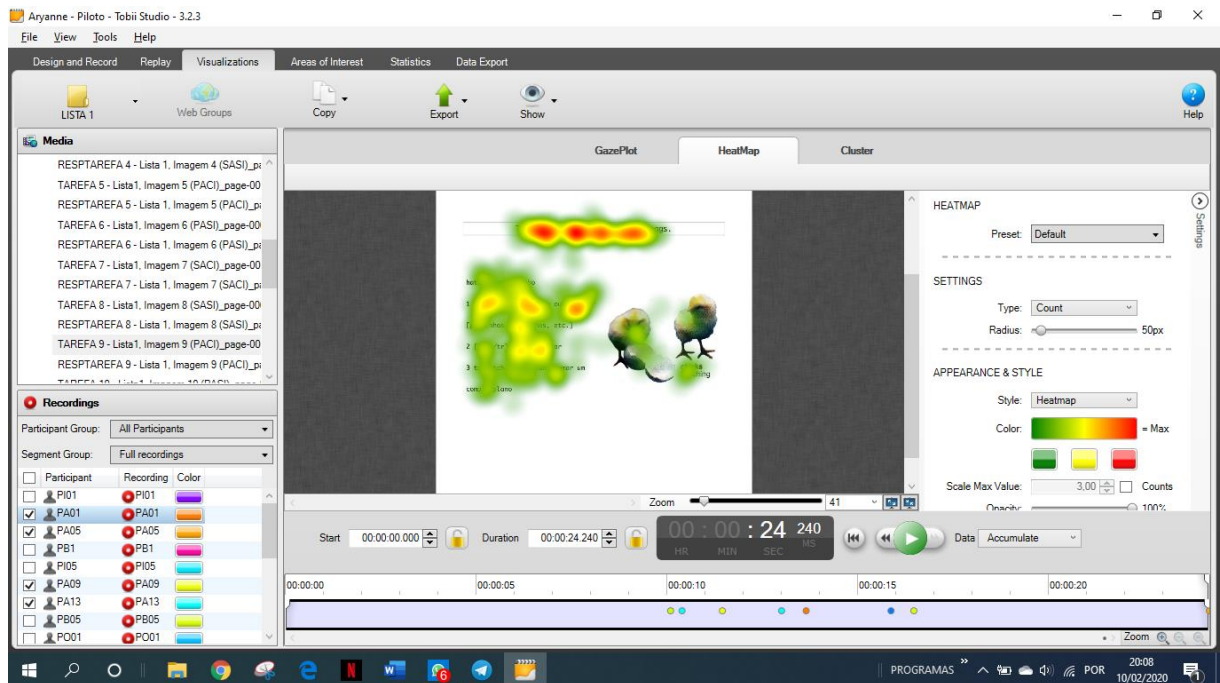 Aryanne - Piloto - Tobii Studio - 3.2.3
File View Tools Help
Design and Record Replay Visualizations Areas of Interest Statistics Data Export
LISTA 1 Web Groups Copy Export Show Help
Media
RESPTAREFA 4 - Lista 1, Imagem 4 (SASI)_pa
TAREFA 5 - Lista1, Imagem 5 (PACI)_page-00
RESPTAREFA 5 - Lista 1, Imagem 5 (PACI)_pa
TAREFA 6 - Lista1, Imagem 6 (PASI)_page-00
RESPTAREFA 6 - Lista 1, Imagem 6 (PASI)_pa
TAREFA 7 - Lista1, Imagem 7 (SACI)_page-00
RESPTAREFA 7 - Lista 1, Imagem 7 (SACI)_pa
TAREFA 8 - Lista1, Imagem 8 (SASI)_page-00
RESPTAREFA 8 - Lista 1, Imagem 8 (SASI)_pa
TAREFA 9 - Lista1, Imagem 9 (PACI)_page-00
RESPTAREFA 9 - Lista 1, Imagem 9 (PACI)_pa
Recordings
Participant Group: All Participants
Segment Group: Full recordings
Participant Recording Color
PI01 PI01
PA01 PA01
PA05 PA05
PB1 PB1
PI05 PI05
PA09 PA09
PA13 PA13
PB05 PB05
PO01 PO01
GazePlot HeatMap Cluster
etc.)
1
2
3 um
Zoom 41
HEATMAP
Preset: Default
SETTINGS
Type: Count
Radius: 50px
APPEARANCE & STYLE
Style: Heatmap
Color: = Max
Scale Max Value: 3,00 Counts
Opacity: 100%
Settings
Start 00:00:00.000 Duration 00:00:24.240 00 : 00 : 24 240 Data Accumulate
HR MIN SEC MS
00:00:00 00:00:05 00:00:10 00:00:15 00:00:20
Zoom
6 PROGRAMAS POR 20:08
10/02/2020 1